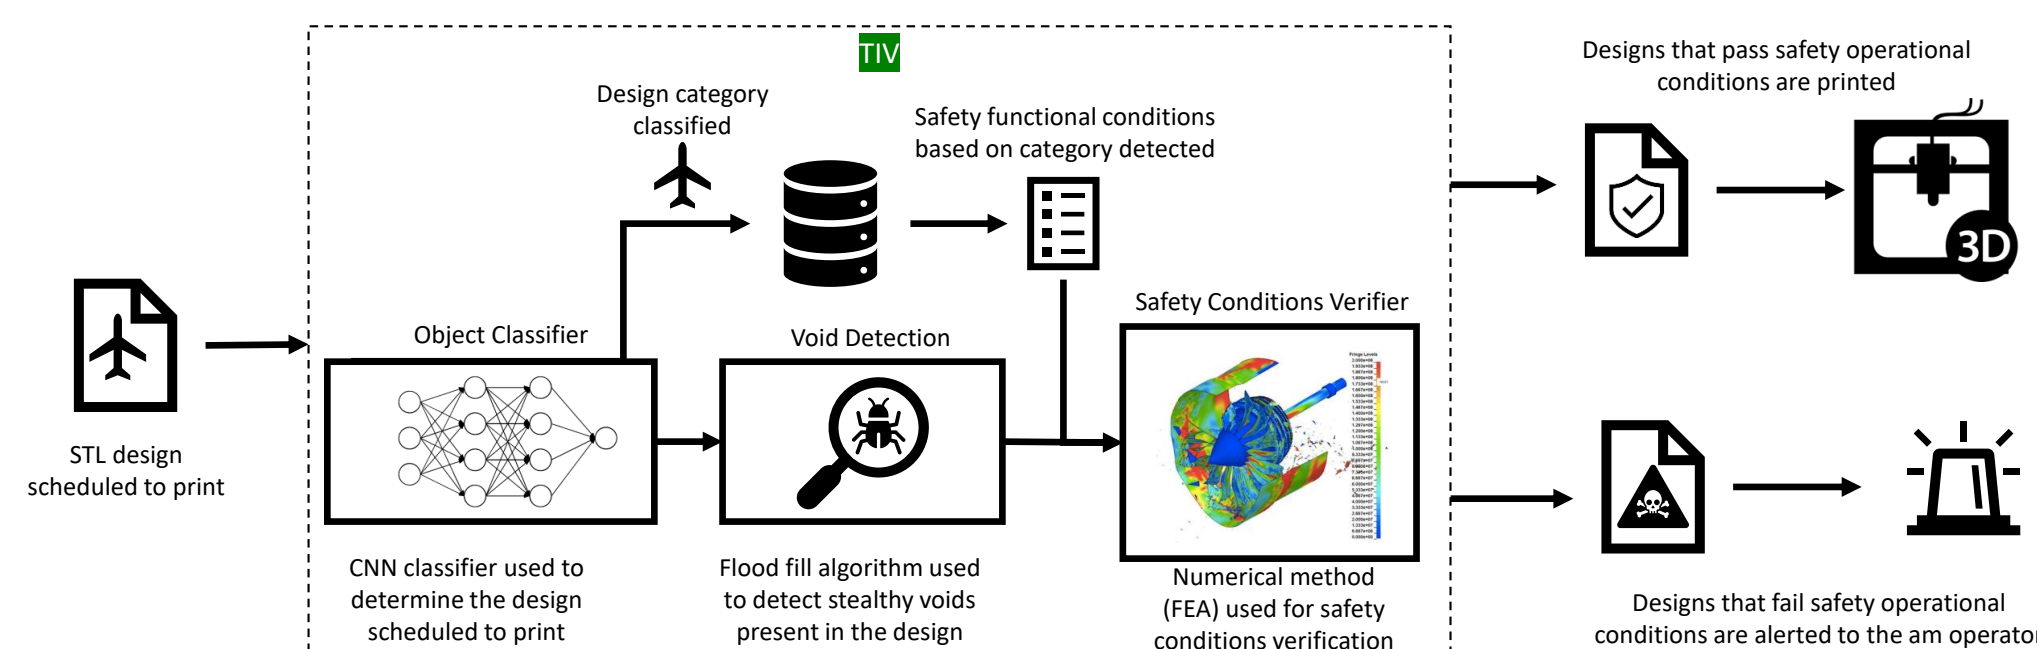 TIV
Designs that pass safety operational
conditions are printed
Design category
classified
Safety functional conditions
based on category detected
3D
Safety Conditions Verifier
Object Classifier
Void Detection
Fringe Levels
STL design
scheduled to print
CNN classifier used to
determine the design
scheduled to print
Flood fill algorithm used
to detect stealthy voids
present in the design
Numerical method
(FEA) used for safety
conditions verification
Designs that fail safety operational
conditions are alerted to the am operator